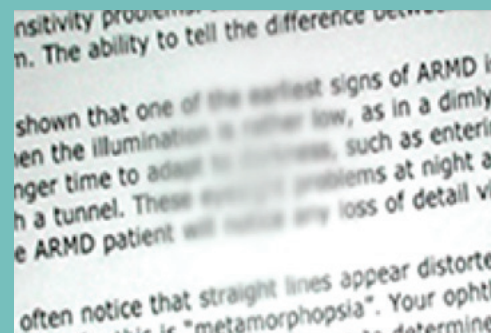 nsitivity problems.
n. The ability to tell the difference betwe
shown that one of the earliest signs of ARMD i
en the illumination is rather low, as in a dimly
nger time to adapt to darkness, such as enterin
h a tunnel. These eyesight problems at night a
e ARMD patient will notice any loss of detail v
often notice that straight lines appear distorte
this is "metamorphopsia". Your opht
determine